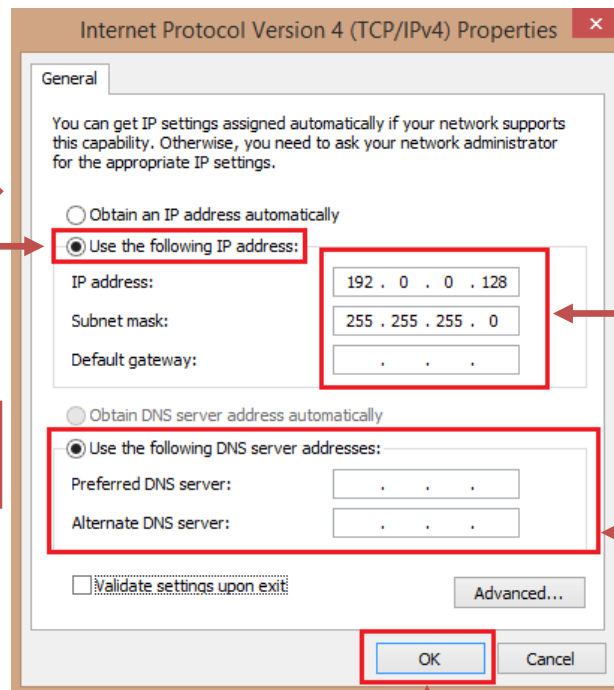 Internet Protocol Version 4 (TCP/IPv4) Properties
General
You can get IP settings assigned automatically if your network supports
this capability. Otherwise, you need to ask your network administrator
for the appropriate IP settings.
Obtain an IP address automatically
Use the following IP address:
IP address: 192 . 0 . 0 . 128
Subnet mask: 255 . 255 . 255 . 0
Default gateway: . . .
Obtain DNS server address automatically
Use the following DNS server addresses:
Preferred DNS server: . . .
Alternate DNS server: . . .
Validate settings upon exit
Advanced...
OK Cancel